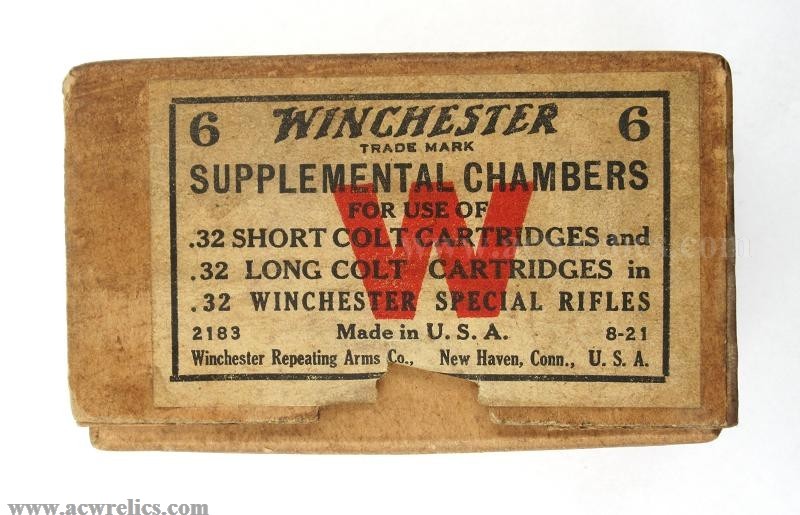 6 WINCHESTER 6
TRADE MARK
SUPPLEMENTAL CHAMBERS
FOR USE OF
.32 SHORT COLT CARTRIDGES and
.32 LONG COLT CARTRIDGES in
.32 WINCHESTER SPECIAL RIFLES
2183 Made in U. S. A. 8-21
Winchester Repeating Arms Co., New Haven, Conn., U. S. A.
W
www.acwrelics.com